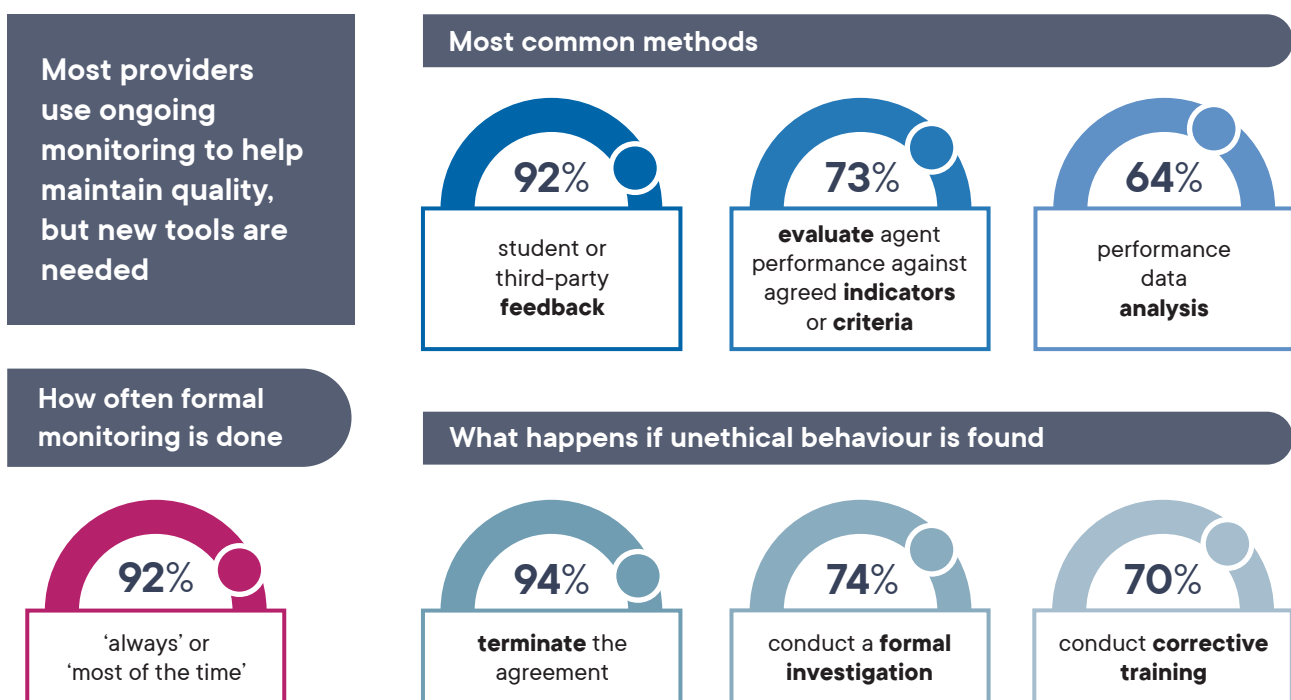 Most providers
use ongoing
monitoring to help
maintain quality,
but new tools are
needed
Most common methods
92%
student or
third-party
feedback
73%
evaluate agent
performance against
agreed indicators
or criteria
64%
performance
data
analysis
How often formal
monitoring is done
92%
‘always’ or
‘most of the time’
What happens if unethical behaviour is found
94%
terminate the
agreement
74%
conduct a formal
investigation
70%
conduct corrective
training